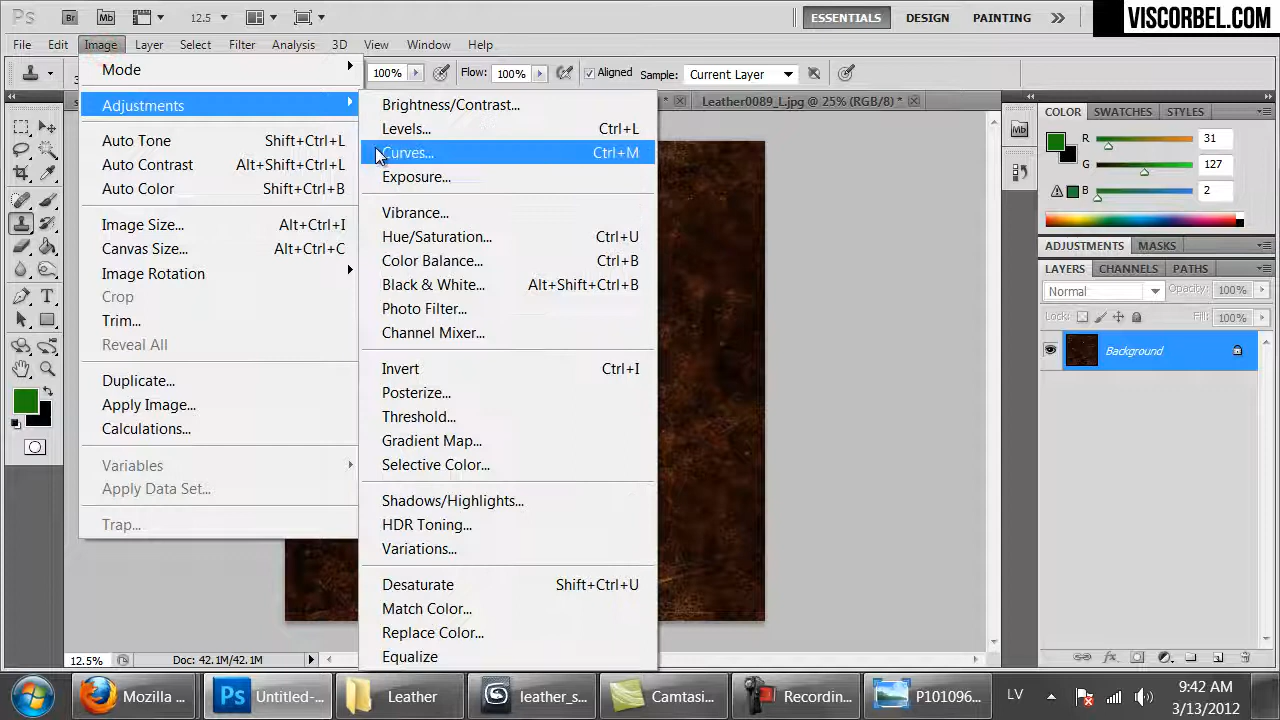 Ps Br Mb 12.5 ESSENTIALS DESIGN PAINTING VISCORBEL.COM
File Edit Image Layer Select Filter Analysis 3D View Window Help
100% Flow: 100% Aligned Sample: Current Layer
Mode
Adjustments
Auto Tone Shift+Ctrl+L
Auto Contrast Alt+Shift+Ctrl+L
Auto Color Shift+Ctrl+B
Image Size... Alt+Ctrl+I
Canvas Size... Alt+Ctrl+C
Image Rotation
Crop
Trim...
Reveal All
Duplicate...
Apply Image...
Calculations...
Variables
Apply Data Set...
Trap...
Brightness/Contrast...
Levels... Ctrl+L
Curves... Ctrl+M
Exposure...
Vibrance...
Hue/Saturation... Ctrl+U
Color Balance... Ctrl+B
Black & White... Alt+Shift+Ctrl+B
Photo Filter...
Channel Mixer...
Invert Ctrl+I
Posterize...
Threshold...
Gradient Map...
Selective Color...
Shadows/Highlights...
HDR Toning...
Variations...
Desaturate Shift+Ctrl+U
Match Color...
Replace Color...
Equalize
* Leather0089_L.jpg @ 25% (RGB/8) *
COLOR SWATCHES STYLES
R 31
G 127
B 2
ADJUSTMENTS MASKS
LAYERS CHANNELS PATHS
Normal Opacity: 100%
Lock: Fill: 100%
Background
12.5% Doc: 42.1M/42.1M
Mozilla ... Untitled-... Leather leather_s... Camtasi... Recordin... P101096... LV 9:42 AM
3/13/2012